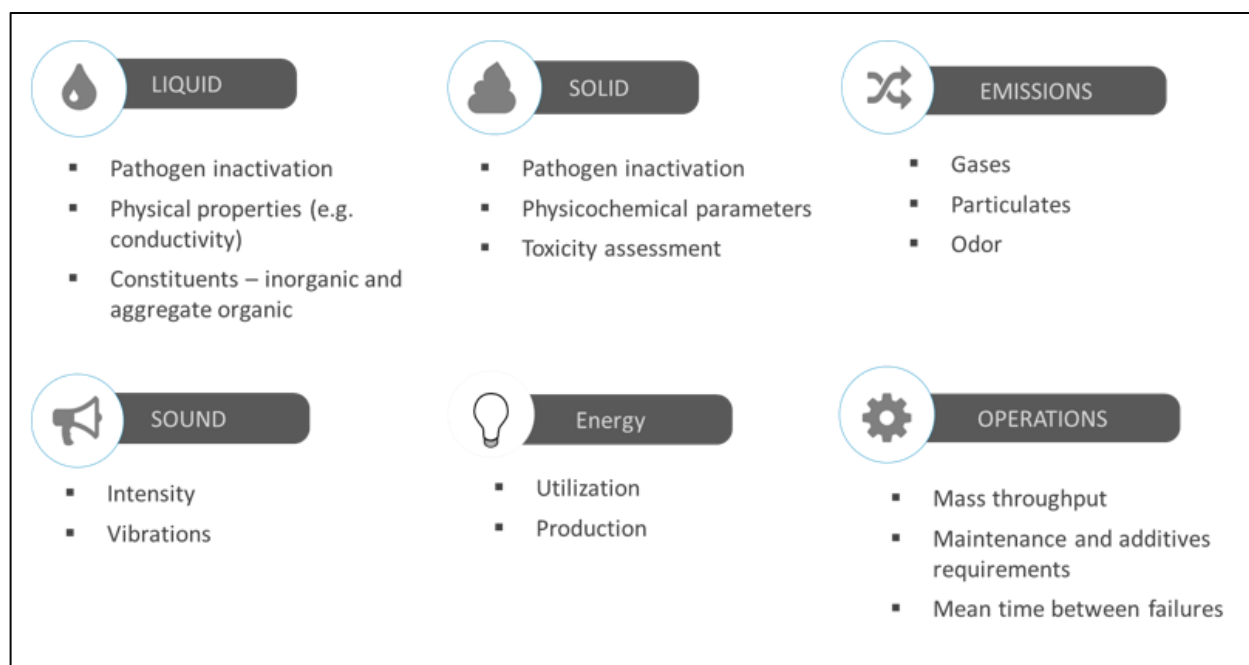 LIQUID
▪ Pathogen inactivation
▪ Physical properties (e.g.
conductivity)
▪ Constituents – inorganic and
aggregate organic
SOLID
▪ Pathogen inactivation
▪ Physicochemical parameters
▪ Toxicity assessment
EMISSIONS
▪ Gases
▪ Particulates
▪ Odor
SOUND
▪ Intensity
▪ Vibrations
Energy
▪ Utilization
▪ Production
OPERATIONS
▪ Mass throughput
▪ Maintenance and additives
requirements
▪ Mean time between failures